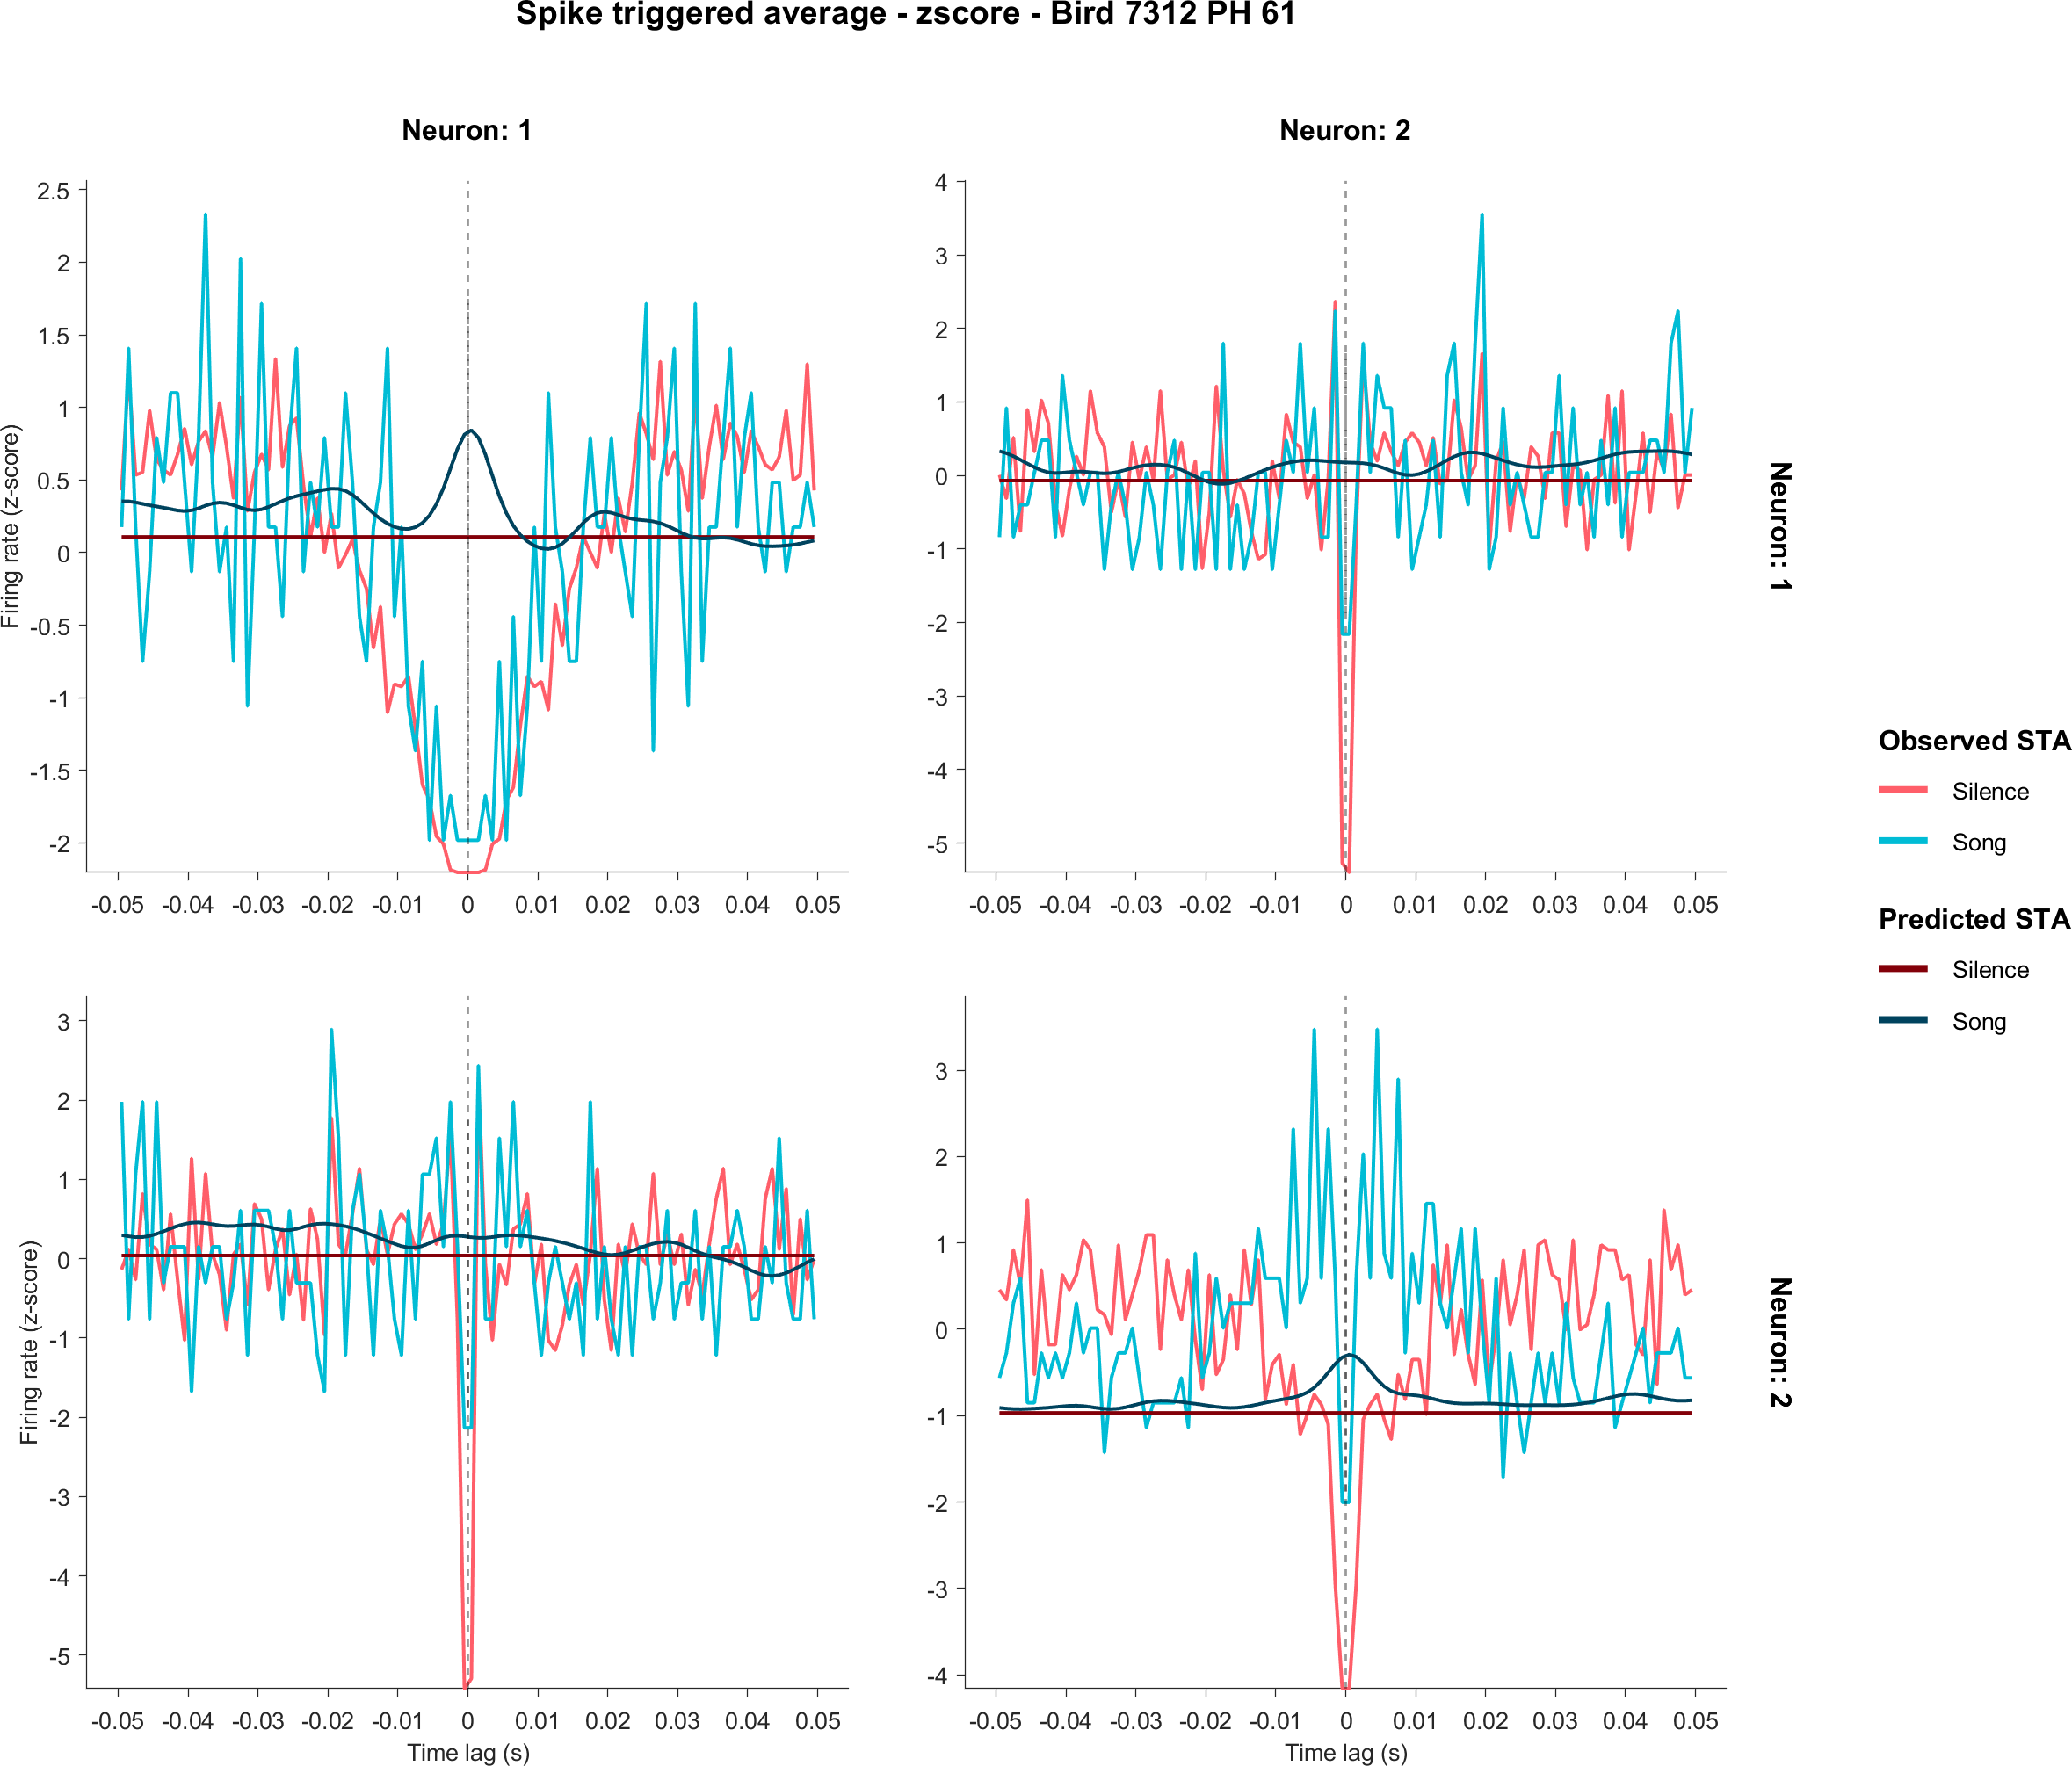 Spike triggered average - zscore - Bird 7312 PH 61
Neuron: 1
Neuron: 2
2.5
2
1.5
1
0.5
0
-0.5
-1
-1.5
-2
Firing rate (z-score)
-0.05 -0.04 -0.03 -0.02 -0.01 0 0.01 0.02 0.03 0.04 0.05
4
3
2
1
0
-1
-2
-3
-4
-5
-0.05 -0.04 -0.03 -0.02 -0.01 0 0.01 0.02 0.03 0.04 0.05
Neuron: 1
3
2
1
0
-1
-2
-3
-4
-5
Firing rate (z-score)
-0.05 -0.04 -0.03 -0.02 -0.01 0 0.01 0.02 0.03 0.04 0.05
Time lag (s)
3
2
1
0
-1
-2
-3
-4
-0.05 -0.04 -0.03 -0.02 -0.01 0 0.01 0.02 0.03 0.04 0.05
Time lag (s)
Neuron: 2
Observed STA
Silence
Song
Predicted STA
Silence
Song